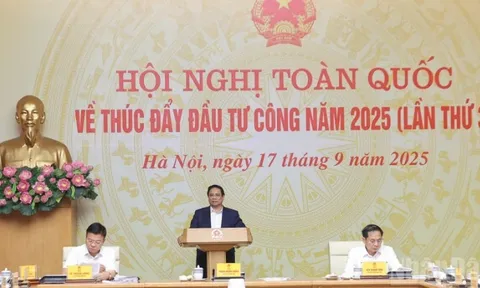 HỘI NGHỊ TOÀN QUỐC
VỀ THÚC ĐẨY ĐẦU TƯ CÔNG NĂM 2025 (LẦN THỨ 3
Hà Nội, ngày 17 tháng 9 năm 2025